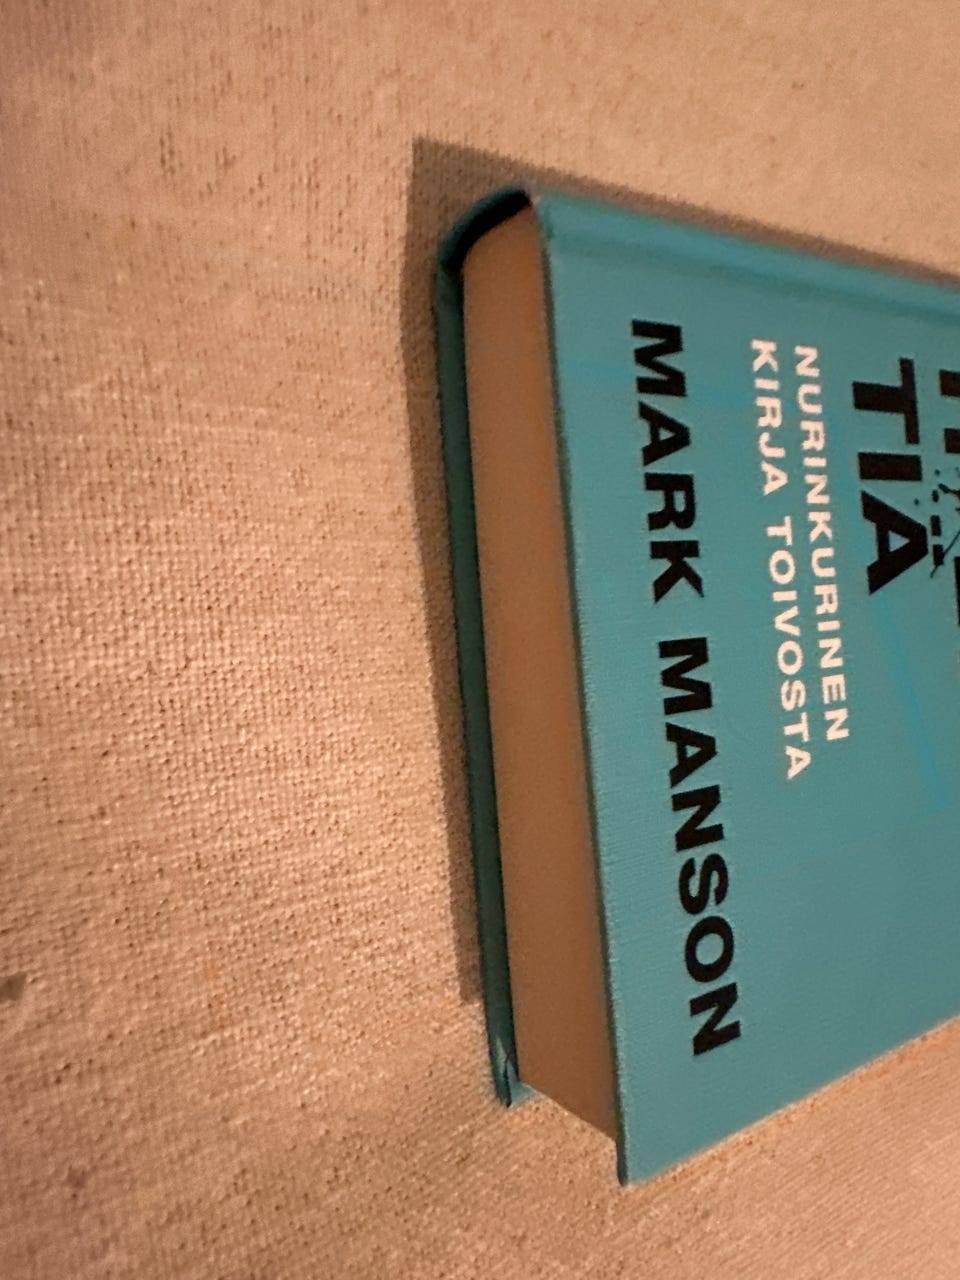 TIÄ
NURINKURINEN
KIRJA TOIVOSTA
MARK MANSON